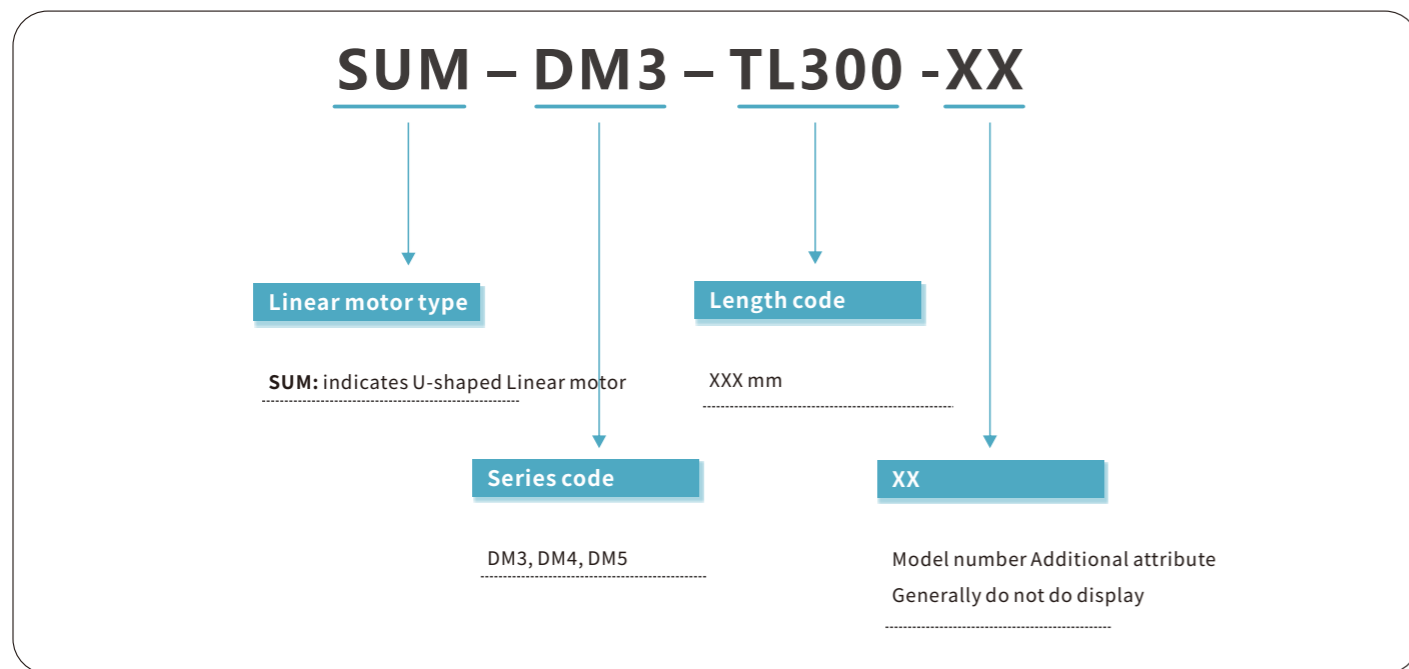 SUM – DM3 – TL300 -XX
Linear motor type
SUM: indicates U-shaped Linear motor
Length code
XXX mm
Series code
DM3, DM4, DM5
XX
Model number Additional attribute
Generally do not do display